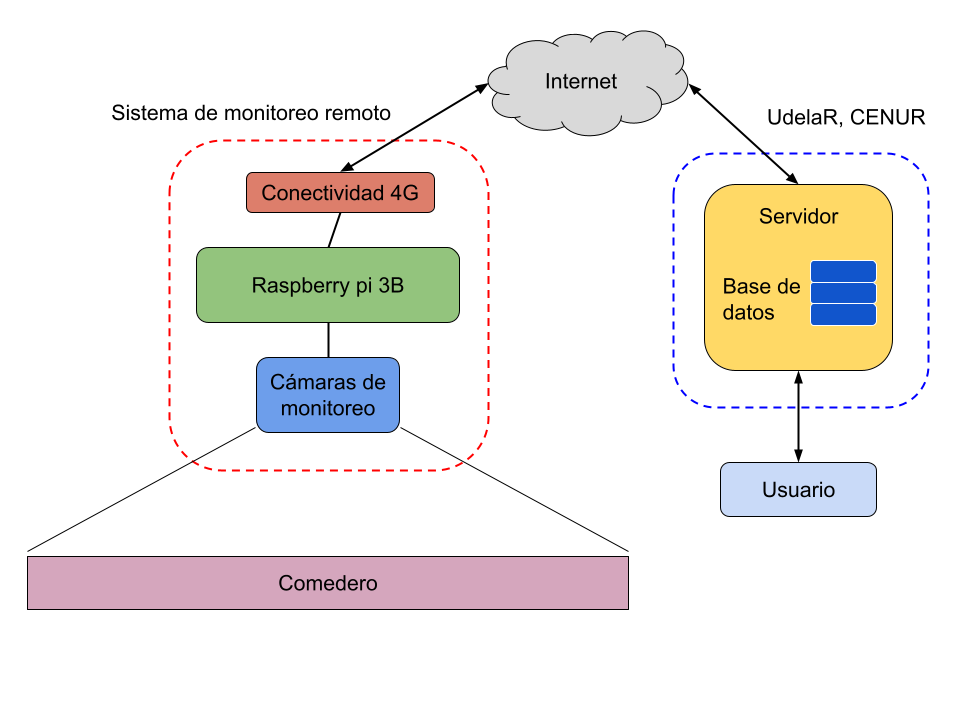 Internet
Sistema de monitoreo remoto
UdelaR, CENUR
Conectividad 4G
Servidor
Raspberry pi 3B
Base de
datos
Cámaras de
monitoreo
Usuario
Comedero